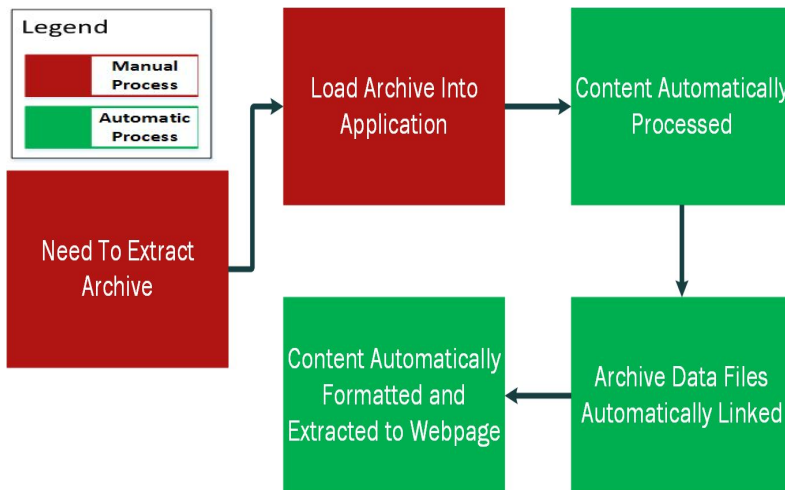 Legend
Manual
Process
Automatic
Process
Need To Extract
Archive
Load Archive Into
Application
Content Automatically
Processed
Archive Data Files
Automatically Linked
Content Automatically
Formatted and
Extracted to Webpage